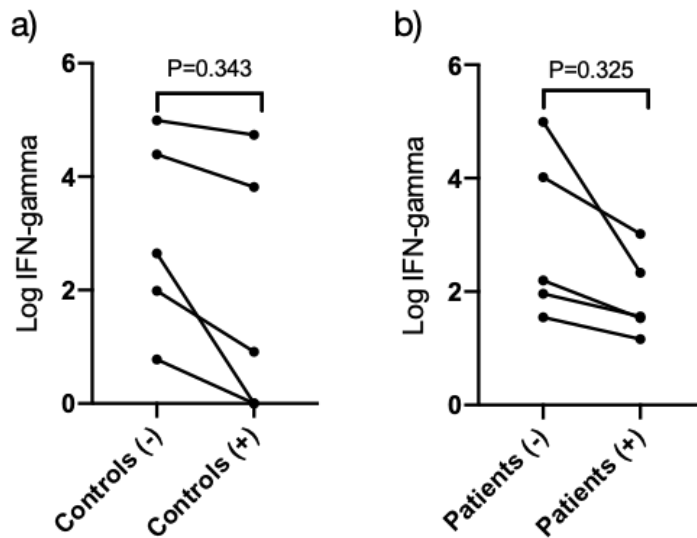 a)
P=0.343
6
4
2
0
Log IFN-gamma
Controls (-)
Controls (+)
b)
P=0.325
6
4
2
0
Log IFN-gamma
Patients (-)
Patients (+)